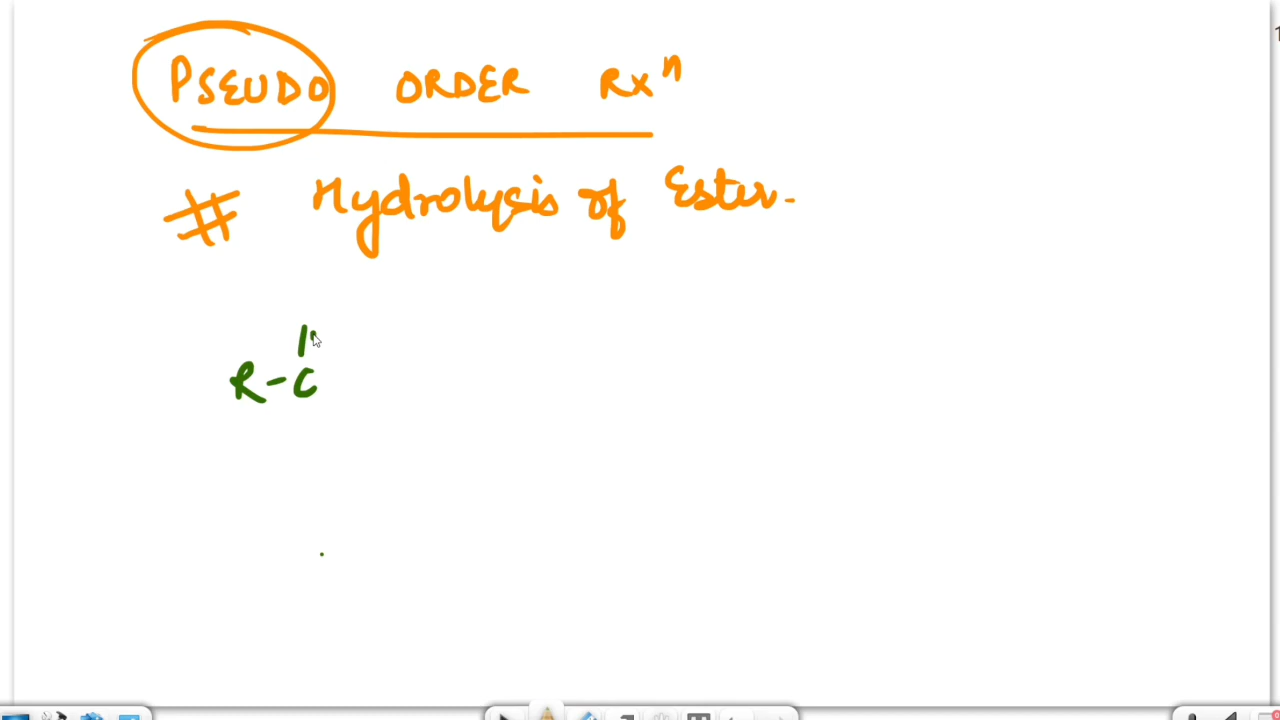 PSEUDO ORDER RXⁿ
# Hydrolysis of Ester.
R-C